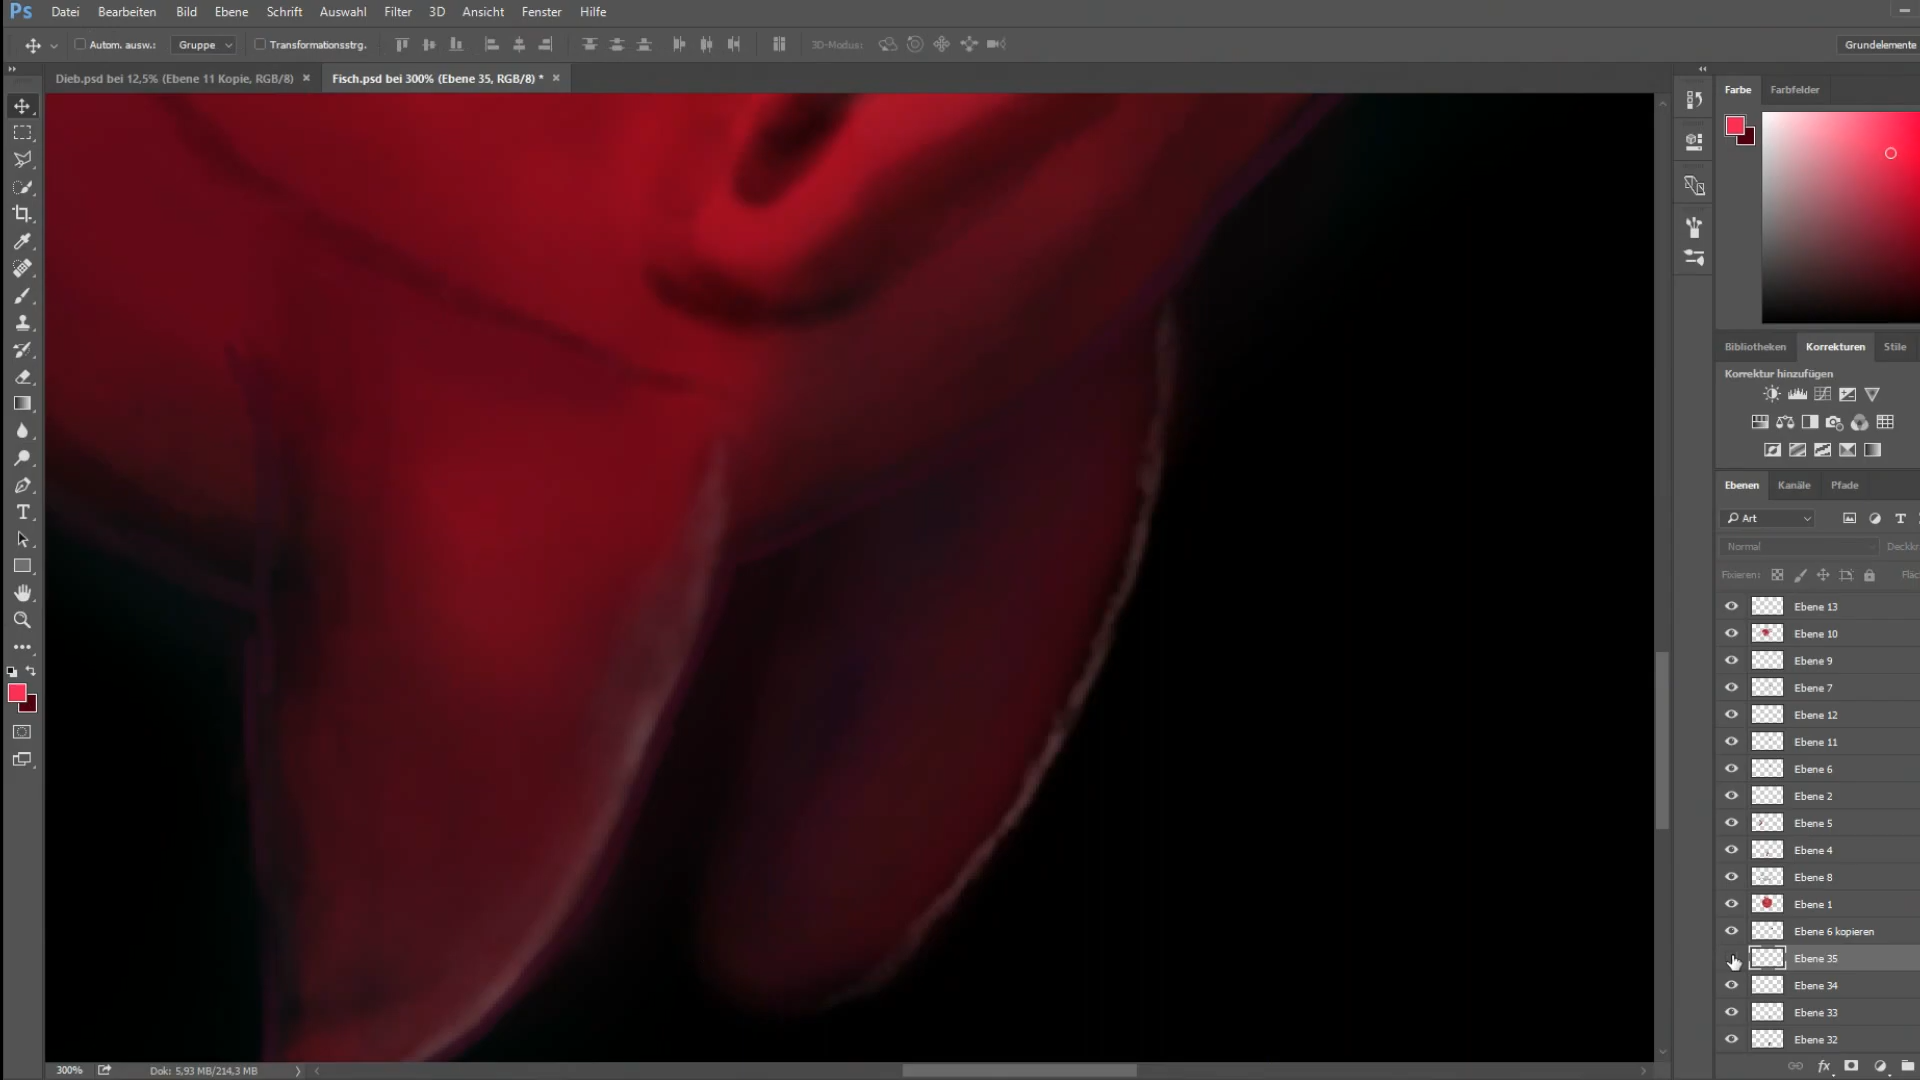 Ps Datei Bearbeiten Bild Ebene Schrift Auswahl Filter 3D Ansicht Fenster Hilfe
Autom. ausw.: Gruppe Transformationsstrg. 3D-Modus: Grundelemente
Dieb.psd bei 12,5% (Ebene 11 Kopie, RGB/8) × Fisch.psd bei 300% (Ebene 35, RGB/8) * ×
Farbe Farbfelder
Bibliotheken Korrekturen Stile
Korrektur hinzufügen
Ebenen Kanäle Pfade
Art
Normal Deckkr
Fixieren: Fläc
Ebene 13
Ebene 10
Ebene 9
Ebene 7
Ebene 12
Ebene 11
Ebene 6
Ebene 2
Ebene 5
Ebene 4
Ebene 8
Ebene 1
Ebene 6 kopieren
Ebene 35
Ebene 34
Ebene 33
Ebene 32
fx
300% Dok: 5,93 MB/214,3 MB